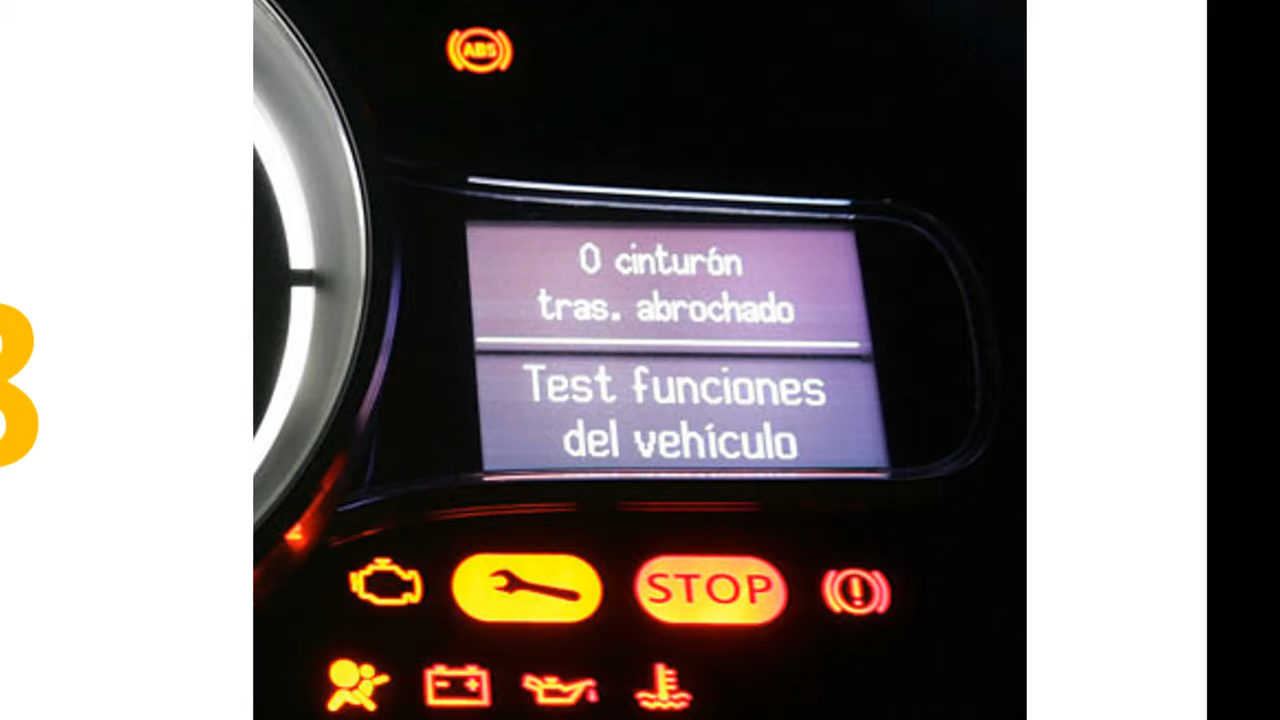 ABS
0 cinturón
tras. abrochado
Test funciones
del vehículo
STOP